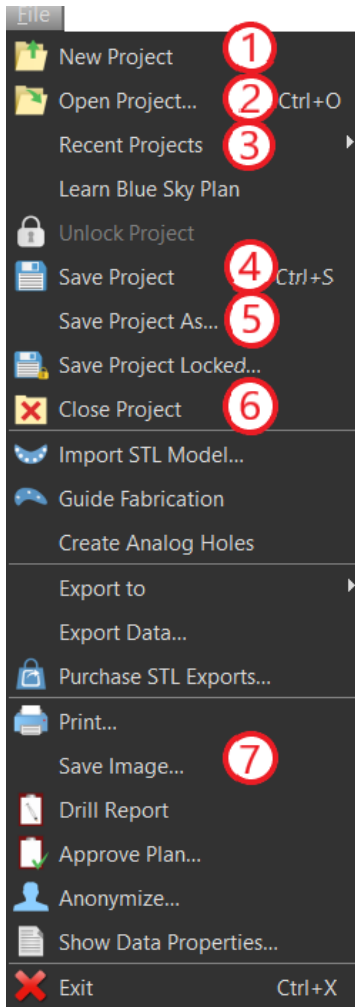 File
New Project 1
Open Project... 2 Ctrl+O
Recent Projects 3
Learn Blue Sky Plan
Unlock Project
Save Project 4 Ctrl+S
Save Project As... 5
Save Project Locked...
Close Project 6
Import STL Model...
Guide Fabrication
Create Analog Holes
Export to
Export Data...
Purchase STL Exports...
Print...
Save Image... 7
Drill Report
Approve Plan...
Anonymize...
Show Data Properties...
Exit Ctrl+X